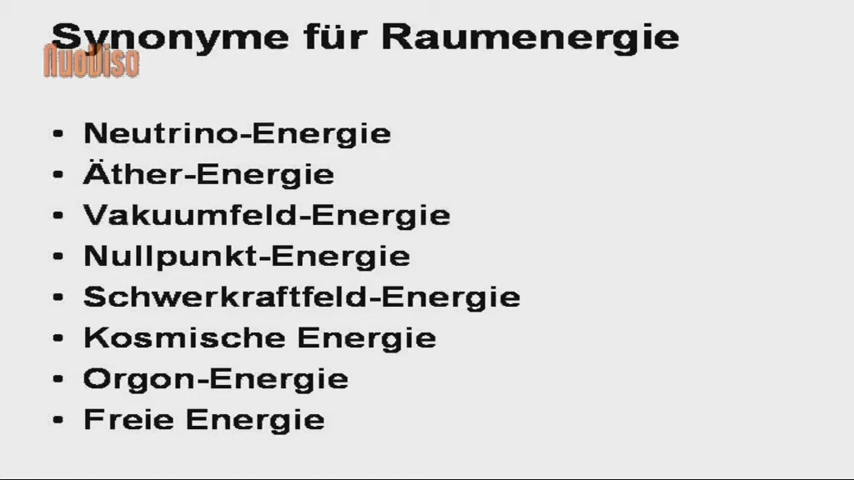 Synonyme für Raumenergie
NuoViso
• Neutrino-Energie
• Äther-Energie
• Vakuumfeld-Energie
• Nullpunkt-Energie
• Schwerkraftfeld-Energie
• Kosmische Energie
• Orgon-Energie
• Freie Energie